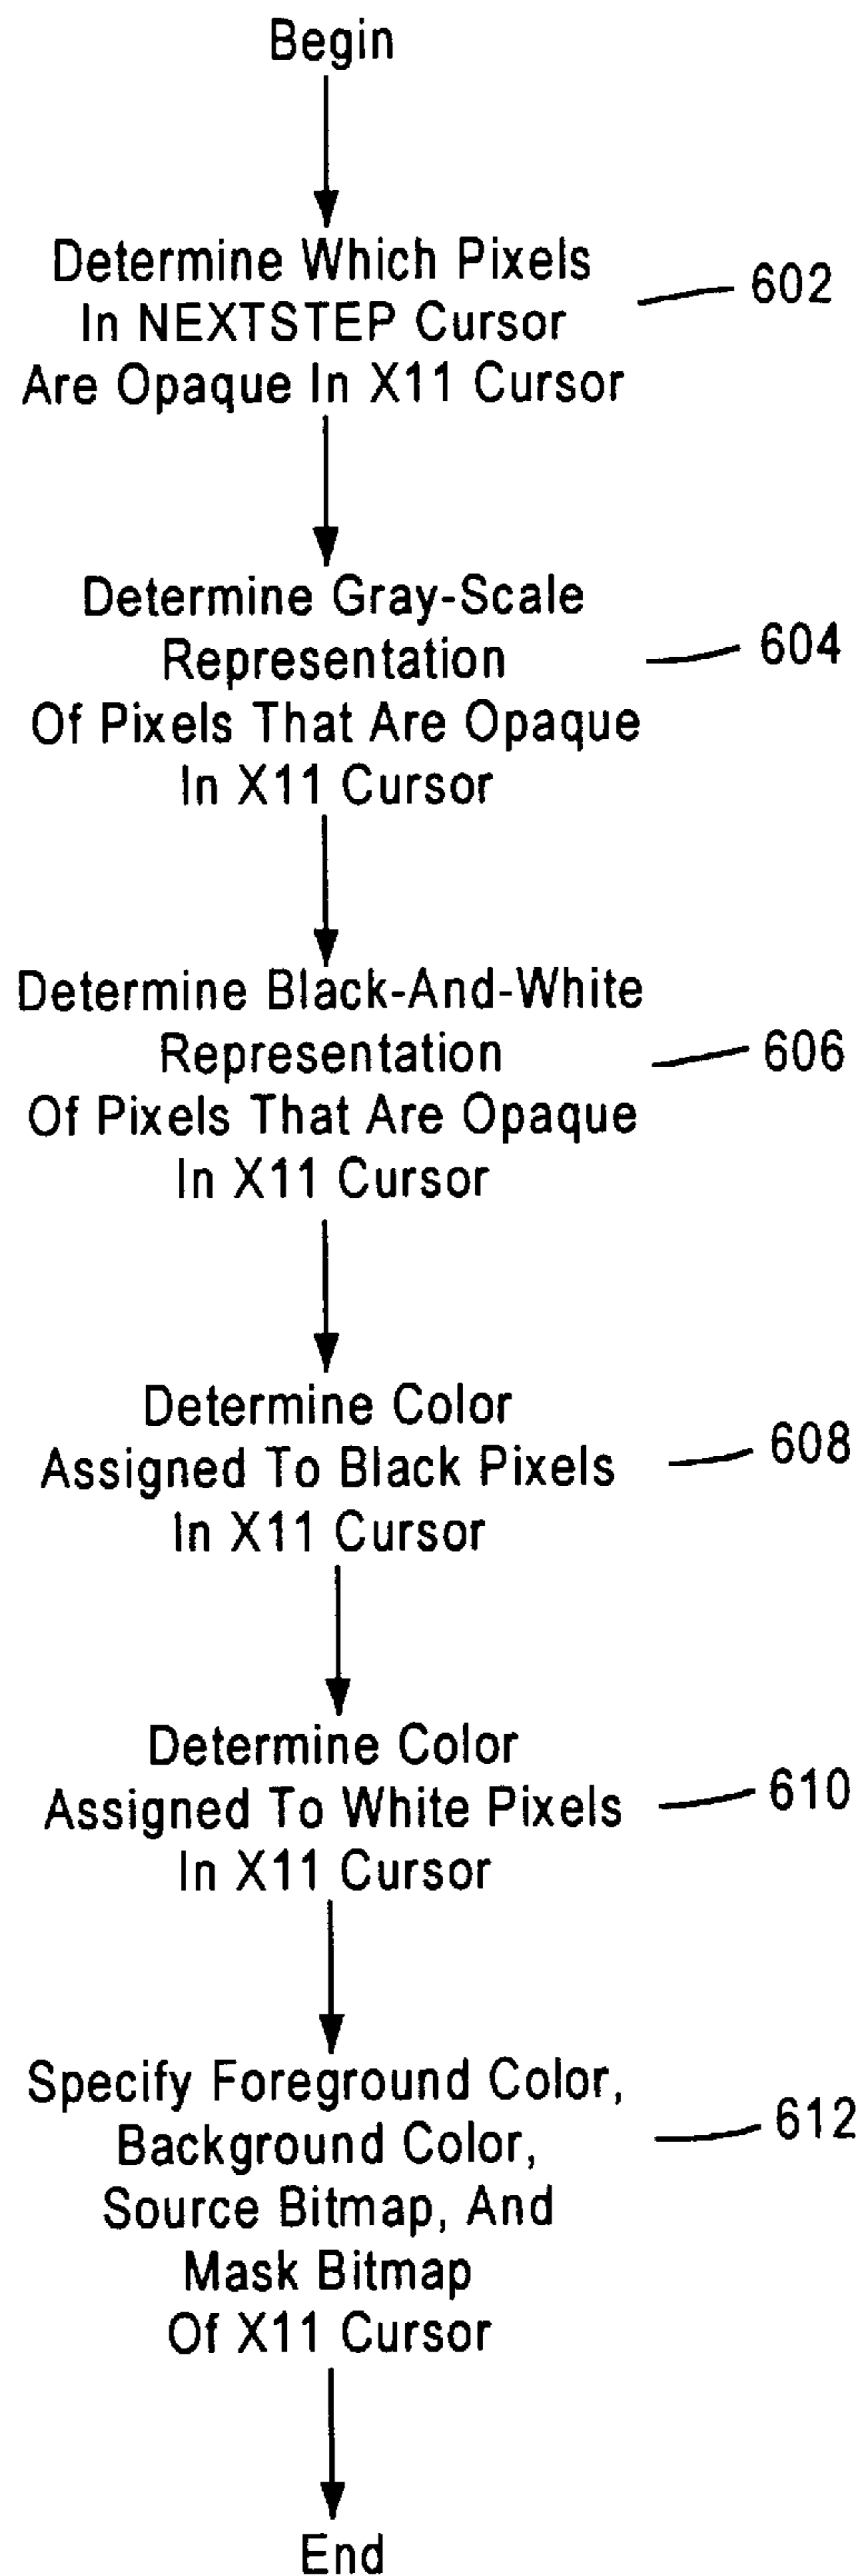 Begin
Determine Which Pixels
In NEXTSTEP Cursor
Are Opaque In X11 Cursor
602
Determine Gray-Scale
Representation
Of Pixels That Are Opaque
In X11 Cursor
604
Determine Black-And-White
Representation
Of Pixels That Are Opaque
In X11 Cursor
606
Determine Color
Assigned To Black Pixels
In X11 Cursor
608
Determine Color
Assigned To White Pixels
In X11 Cursor
610
Specify Foreground Color,
Background Color,
Source Bitmap, And
Mask Bitmap
Of X11 Cursor
612
End